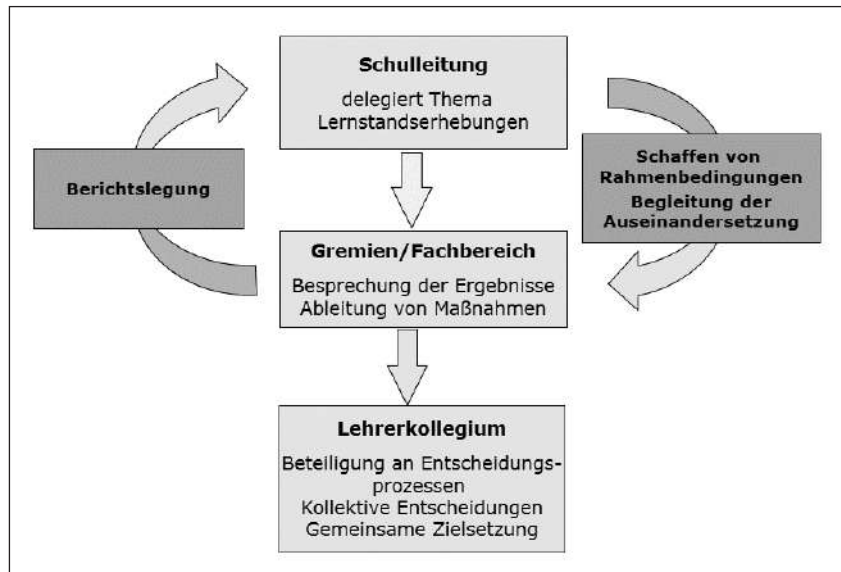 Schulleitung
delegiert Thema
Lernstandserhebungen
Berichtslegung
Schaffen von
Rahmenbedingungen
Begleitung der
Auseinandersetzung
Gremien/Fachbereich
Besprechung der Ergebnisse
Ableitung von Maßnahmen
Lehrerkollegium
Beteiligung an Entscheidungs-
prozessen
Kollektive Entscheidungen
Gemeinsame Zielsetzung